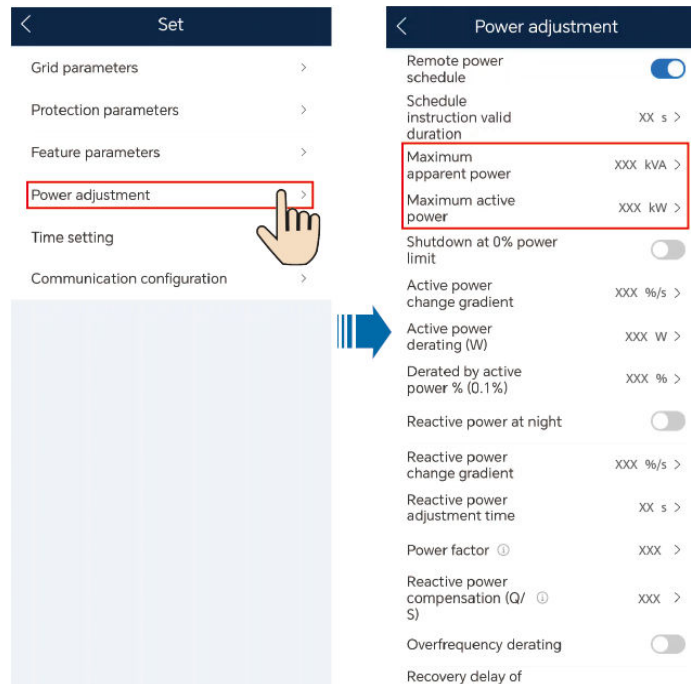 Set
Grid parameters
Protection parameters
Feature parameters
Power adjustment
Time setting
Communication configuration
Power adjustment
Remote power
schedule
Schedule
instruction valid
duration
XX s
Maximum
apparent power
XXX kVA
Maximum active
power
XXX kW
Shutdown at 0% power
limit
Active power
change gradient
XXX %/s
Active power
derating (W)
XXX W
Derated by active
power % (0.1%)
XXX %
Reactive power at night
Reactive power
change gradient
XXX %/s
Reactive power
adjustment time
XX s
Power factor
XXX
Reactive power
compensation (Q/
S)
XXX
Overfrequency derating
Recovery delay of